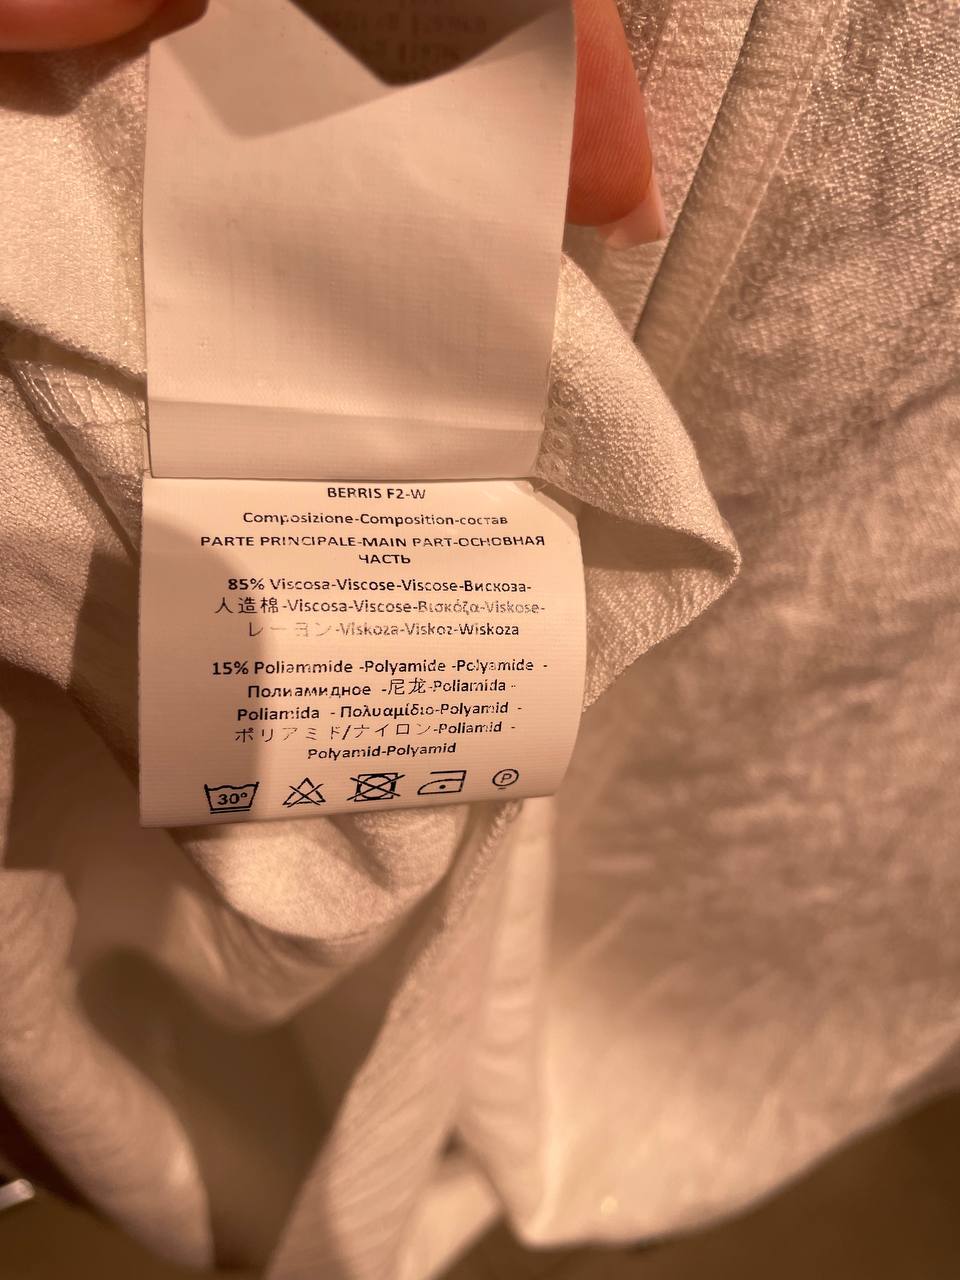 BERRIS F2-W
Composizione-Composition-состав
PARTE PRINCIPALE-MAIN PART-ОСНОВНАЯ
ЧАСТЬ
85% Viscosa-Viscose-Viscose-Вискоза-
人造棉-Viscosa-Viscose-Βισκόζα-Viskose-
レーヨン-Viskoza-Viskoz-Wiskoza
15% Poliammide -Polyamide -Polyamide -
Полиамидное -尼龙-Poliamida -
Poliamida - Πολυαμίδιο-Polyamid -
ポリアミド/ナイロン-Poliamid -
Polyamid-Polyamid
30°
P